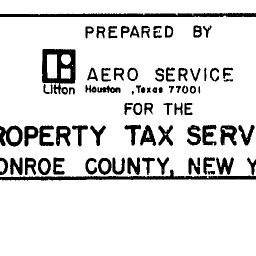 PREPARED BY
AERO SERVICE
Litton Houston, Texas 77001
FOR THE
ROPERTY TAX SERV
ONROE COUNTY, NEW Y